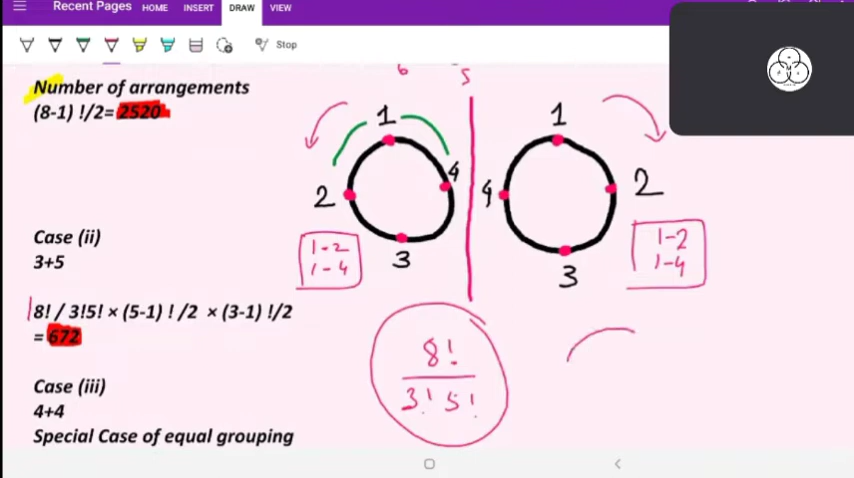 Recent Pages HOME INSERT DRAW VIEW
Stop
6 5
Number of arrangements
(8-1) !/2= 2520
1 1
4
2 4 2
3 3
1-2
1-4
1-2
1-4
Case (ii)
3+5
8! / 3!5! × (5-1) ! /2 × (3-1) !/2
= 672
8!
3! 5!
Case (iii)
4+4
Special Case of equal grouping